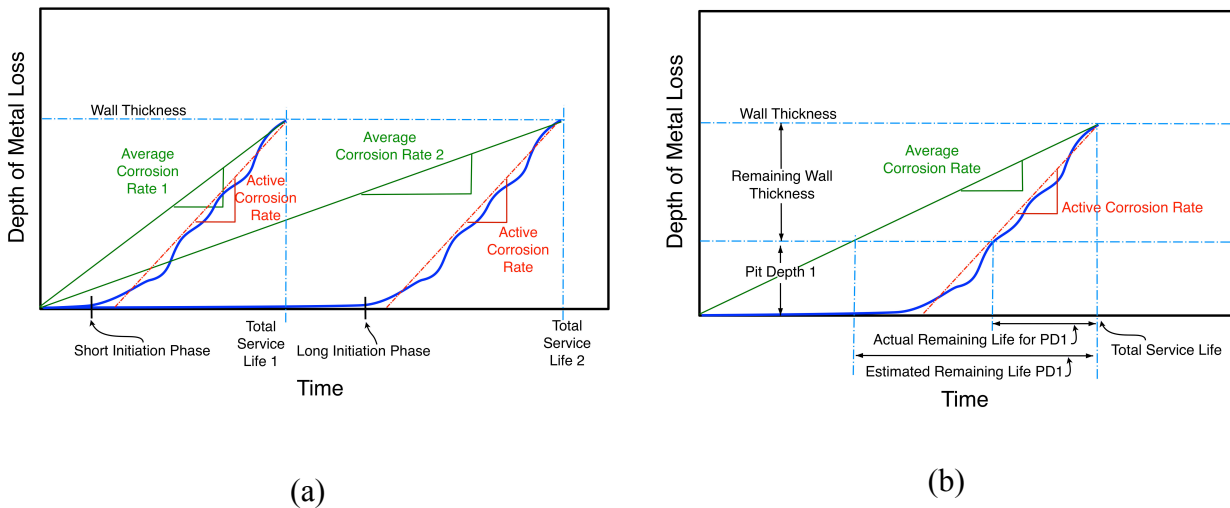 Depth of Metal Loss
Wall Thickness
Average
Corrosion
Rate 1
Active
Corrosion
Rate
Average
Corrosion Rate 2
Active
Corrosion
Rate
Short Initiation Phase
Total
Service
Life 1
Long Initiation Phase
Total
Service
Life 2
Time
(a)
Depth of Metal Loss
Wall Thickness
Remaining Wall
Thickness
Pit Depth 1
Average
Corrosion Rate
Active Corrosion Rate
Actual Remaining Life for PD1
Total Service Life
Estimated Remaining Life PD1
Time
(b)